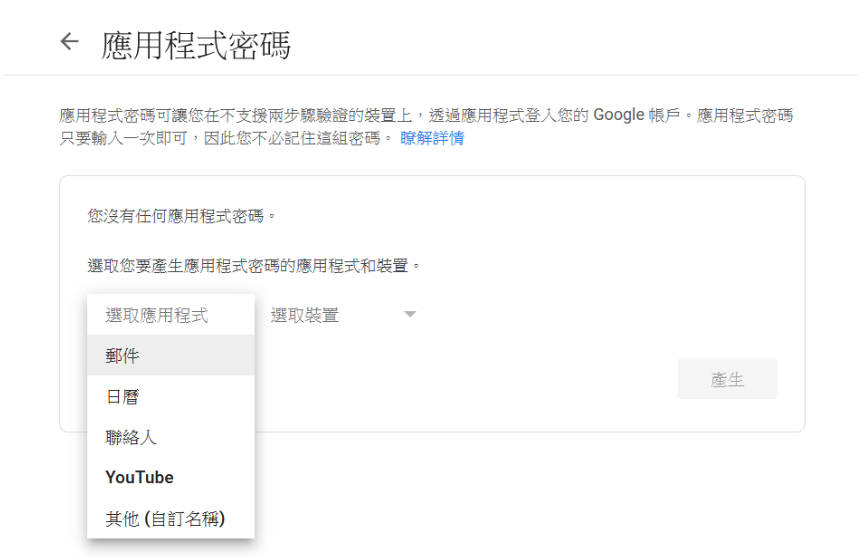 應用程式密碼
應用程式密碼可讓您在不支援兩步驟驗證的裝置上，透過應用程式登入您的 Google 帳戶。應用程式密碼
只要輸入一次即可，因此您不必記住這組密碼。 瞭解詳情
您沒有任何應用程式密碼。
選取您要產生應用程式密碼的應用程式和裝置。
選取應用程式 選取裝置
郵件
產生
日曆
聯絡人
YouTube
其他 (自訂名稱)